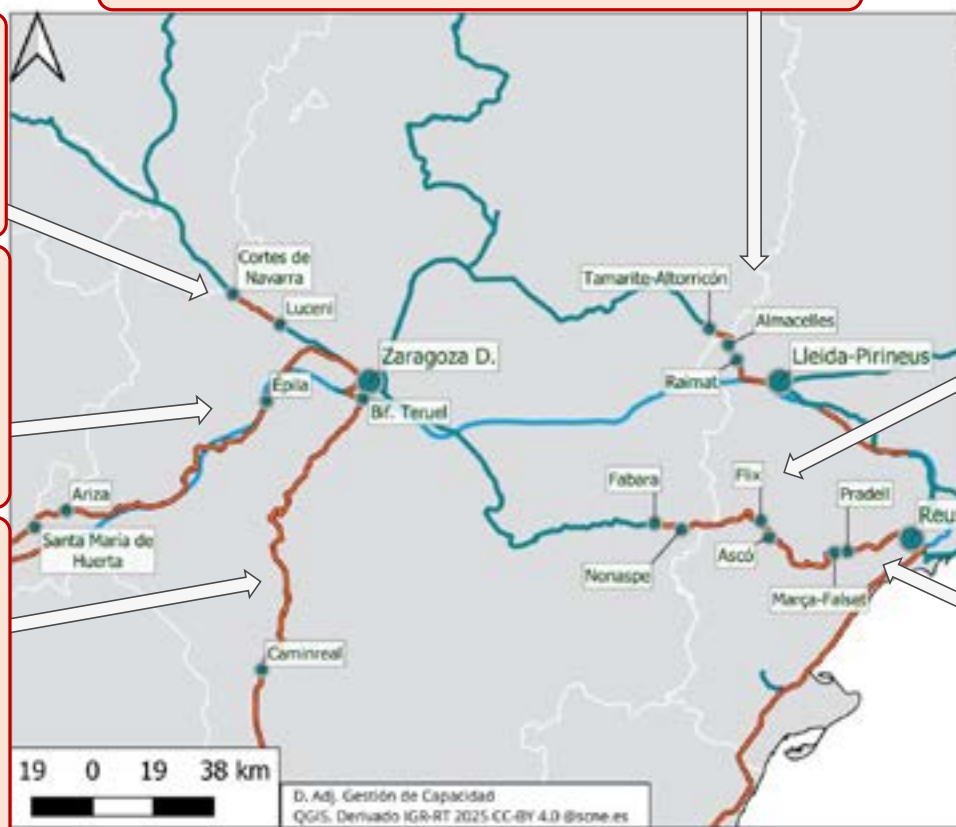 Cortes de
Navarra
Luceni
Tamarite-Altorricón
Almacelles
Zaragoza D.
Lleida-Pirineus
Raimat
Épila
Bif. Teruel
Fabara
Flix
Pradell
Ariza
Reus
Santa María de
Huerta
Ascó
Nonaspe
Marça-Falset
Caminreal
19 0 19 38 km
D. Adj. Gestión de Capacidad
QGIS. Derivado IGR-RT 2025 CC-BY 4.0 @scne.es